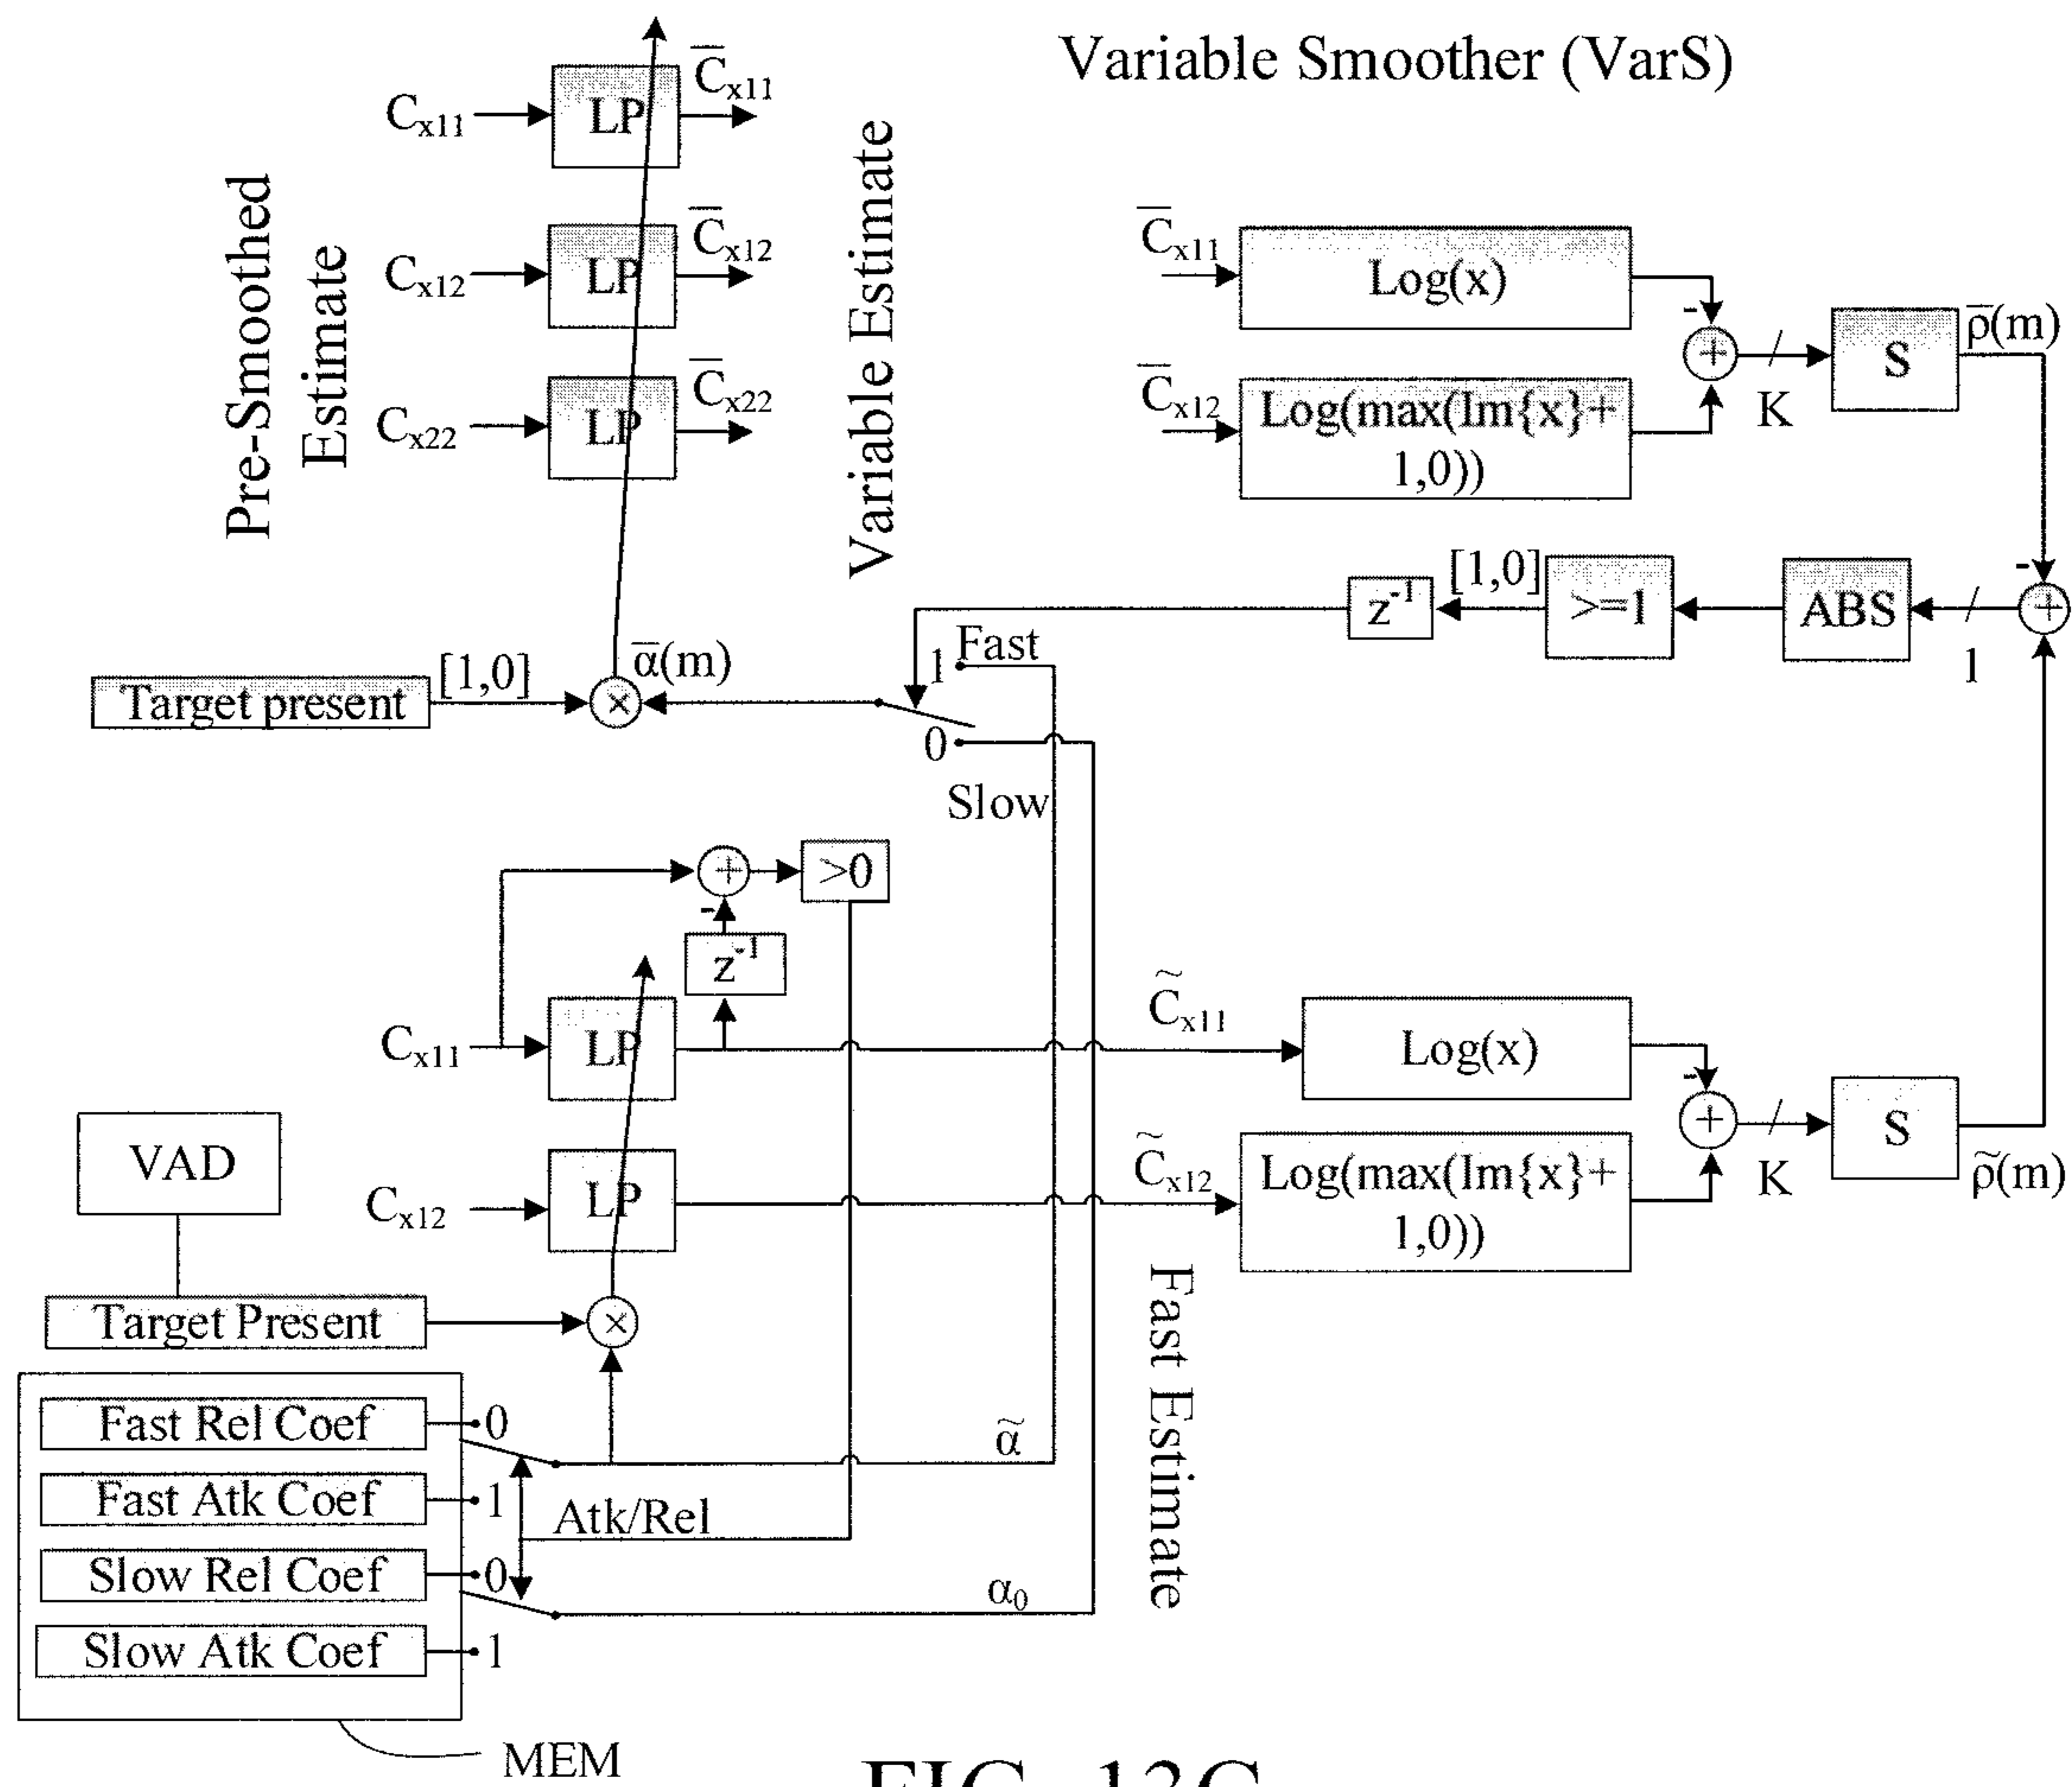 Variable Smoother (VarS)
Pre-Smoothed
Estimate
Variable Estimate
C̅x11
Cx11
LP
C̅x12
Cx12
LP
C̅x22
Cx22
LP
C̅x11
Log(x)
-
+
K
S
ρ̅(m)
C̅x12
Log(max(Im{x}+
1,0))
-
+
1
ABS
>=1
[1,0]
z-1
Target present
[1,0]
×
α̅(m)
1
Fast
0
Slow
+
>0
-
z-1
Cx11
LP
C̃x11
Log(x)
-
+
K
S
ρ̃(m)
Cx12
LP
C̃x12
Log(max(Im{x}+
1,0))
VAD
Target Present
×
Fast Estimate
Fast Rel Coef
0
α̃
Fast Atk Coef
1
Atk/Rel
Slow Rel Coef
0
α0
Slow Atk Coef
1
MEM
FIG. 13C